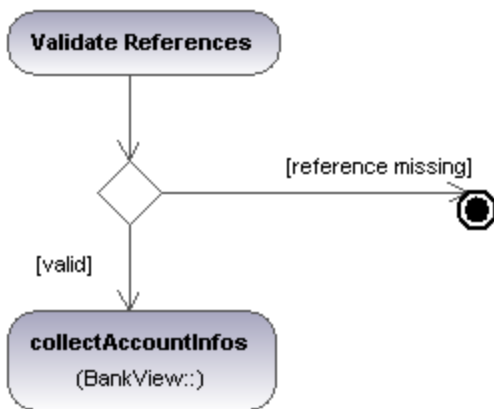 Validate References
[reference missing]
[valid]
collectAccountInfos
(BankView::)